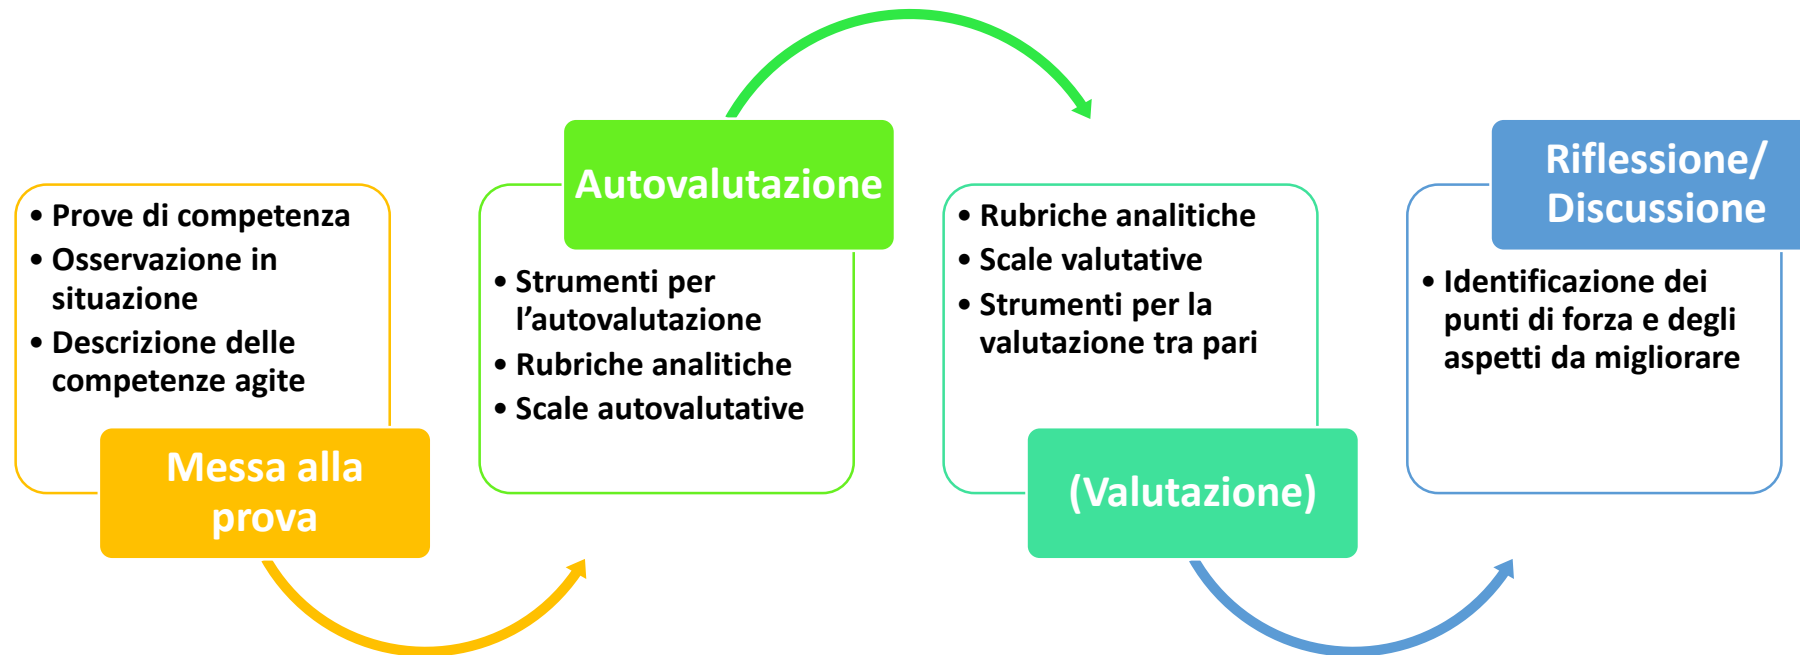 • Prove di competenza
• Osservazione in
situazione
• Descrizione delle
competenze agite
Messa alla
prova
Autovalutazione
• Strumenti per
l’autovalutazione
• Rubriche analitiche
• Scale autovalutative
• Rubriche analitiche
• Scale valutative
• Strumenti per la
valutazione tra pari
(Valutazione)
Riflessione/
Discussione
• Identificazione dei
punti di forza e degli
aspetti da migliorare